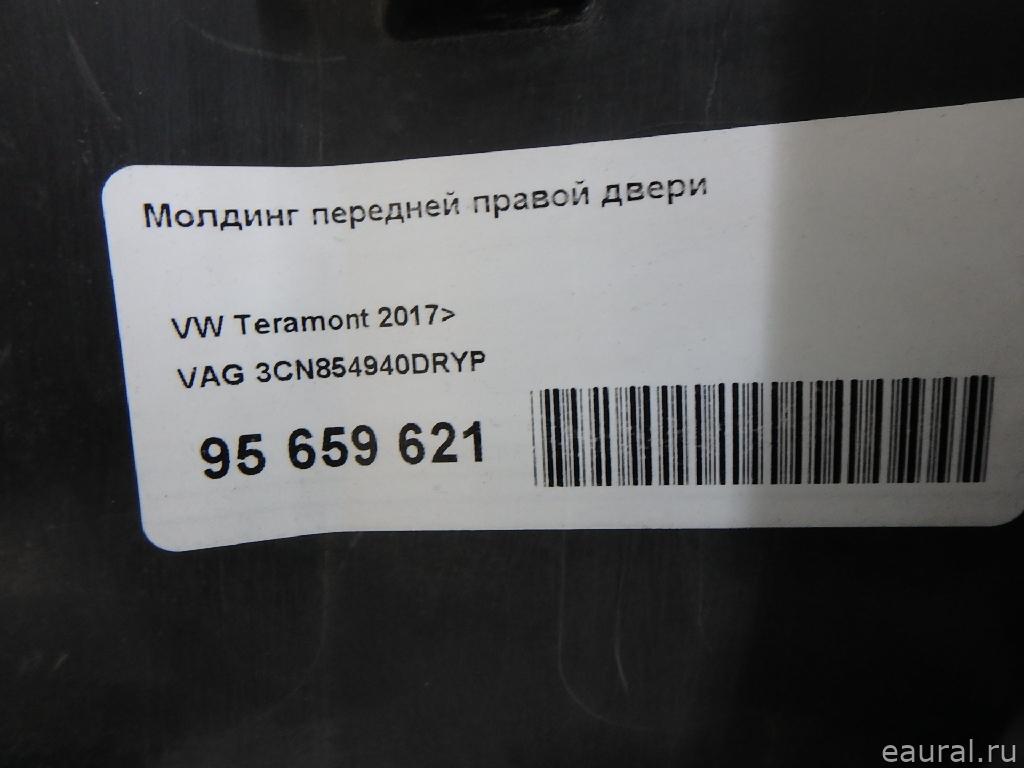 Молдинг передней правой двери
VW Teramont 2017>
VAG 3CN854940DRYP
95 659 621
eaural.ru